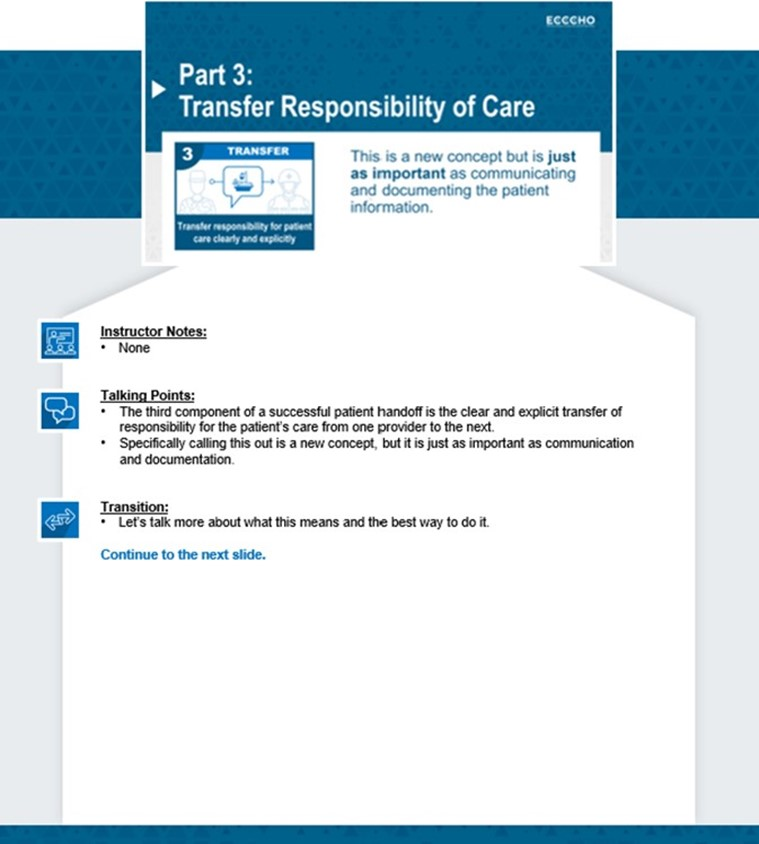 ECCCHO
Part 3:
Transfer Responsibility of Care
3 TRANSFER
Transfer responsibility for patient
care clearly and explicitly
This is a new concept but is just
as important as communicating
and documenting the patient
information.
Instructor Notes:
• None
Talking Points:
• The third component of a successful patient handoff is the clear and explicit transfer of
responsibility for the patient's care from one provider to the next.
• Specifically calling this out is a new concept, but it is just as important as communication
and documentation.
Transition:
• Let's talk more about what this means and the best way to do it.
Continue to the next slide.